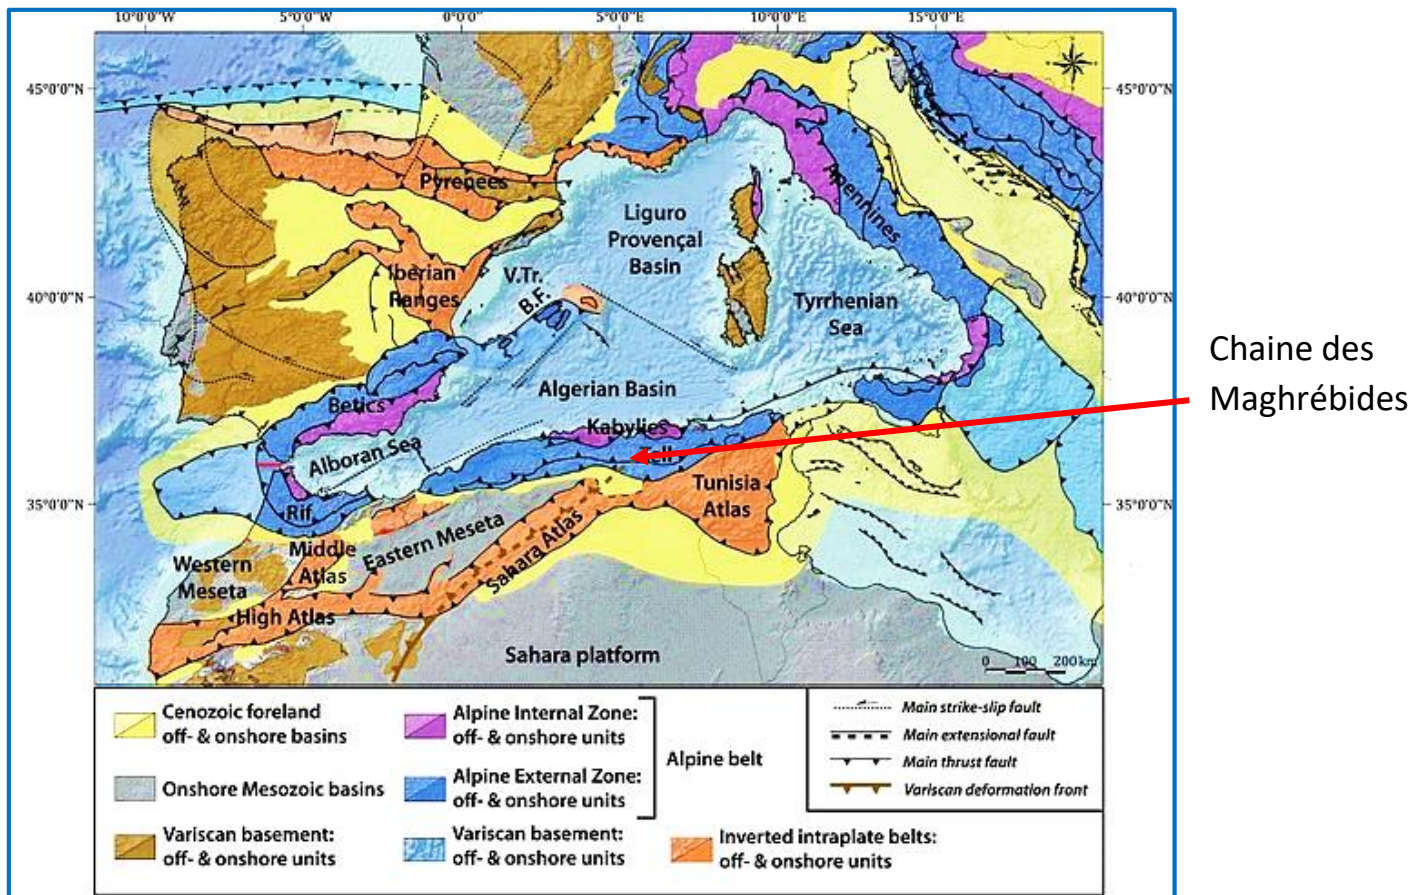 10°0'0"W 5°0'0"W 0°0'0" 5°0'0"E 10°0'0"E 15°0'0"E
45°0'0"N 45°0'0"N
Pyrenees
Apennines
Liguro
Provençal
Basin
Iberian
Ranges
V.Tr.
B.F.
40°0'0"N 40°0'0"N
Tyrrhenian
Sea
Chaine des
Maghrébides
Algerian Basin
Betics
Kabylies
Alboran Sea
Tell
Tunisia
Atlas
35°0'0"N 35°0'0"N
Rif
Eastern Meseta
Middle
Atlas
Western
Meseta
Sahara Atlas
High Atlas
Sahara platform
0 100 200 km
Cenozoic foreland
off- & onshore basins
Onshore Mesozoic basins
Variscan basement:
off- & onshore units
Alpine Internal Zone:
off- & onshore units
Alpine External Zone:
off- & onshore units
Alpine belt
Variscan basement:
off- & onshore units
Inverted intraplate belts:
off- & onshore units
Main strike-slip fault
Main extensional fault
Main thrust fault
Variscan deformation front